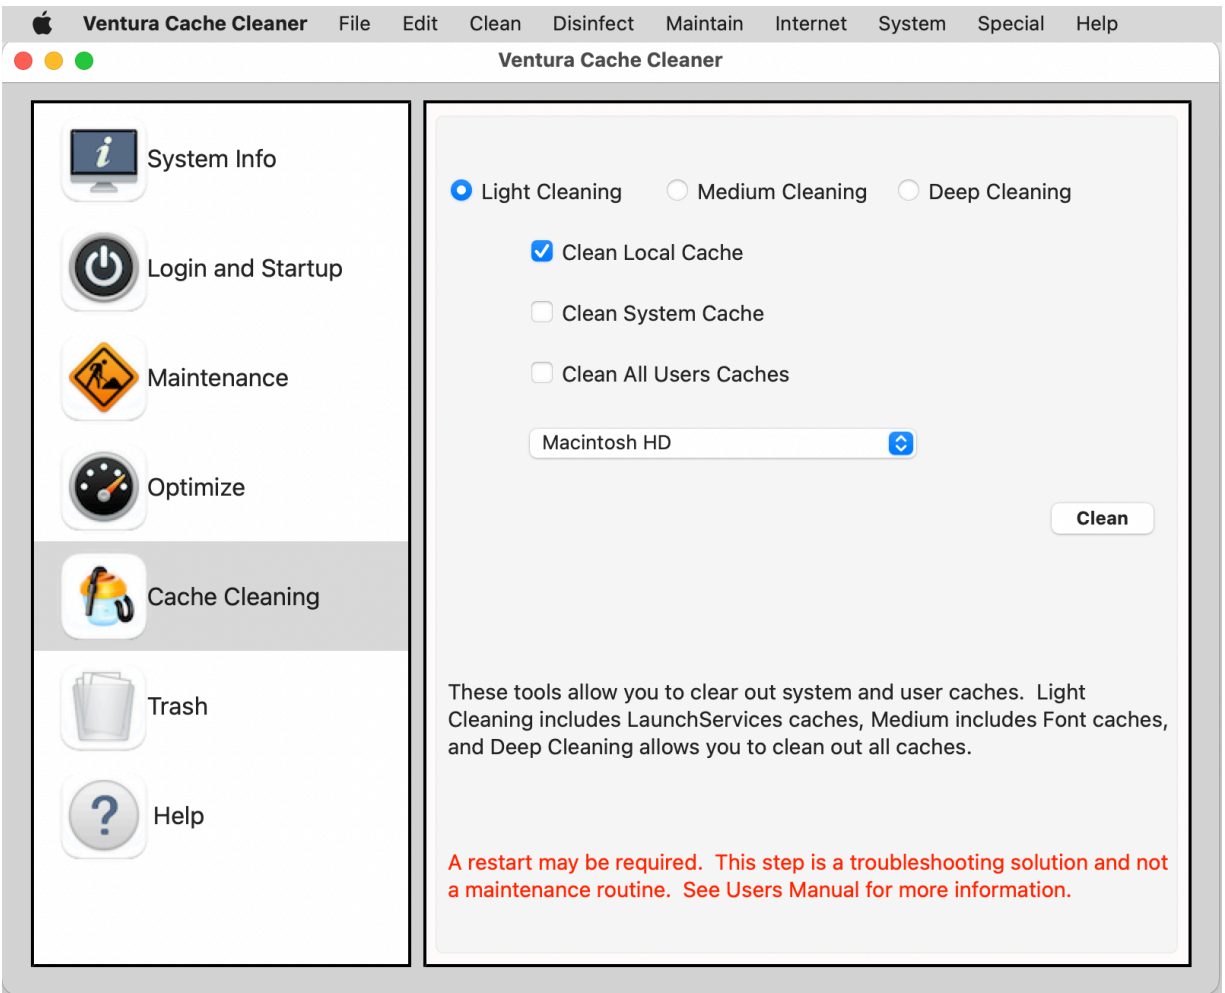 Ventura Cache Cleaner File Edit Clean Disinfect Maintain Internet System Special Help
Ventura Cache Cleaner
System Info
Login and Startup
Maintenance
Optimize
Cache Cleaning
Trash
Help
Light Cleaning Medium Cleaning Deep Cleaning
Clean Local Cache
Clean System Cache
Clean All Users Caches
Macintosh HD
Clean
These tools allow you to clear out system and user caches.  Light
Cleaning includes LaunchServices caches, Medium includes Font caches,
and Deep Cleaning allows you to clean out all caches.
A restart may be required.  This step is a troubleshooting solution and not
a maintenance routine.  See Users Manual for more information.